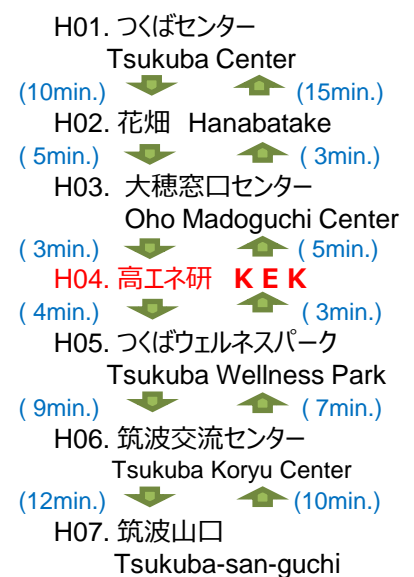 H01. つくばセンター
Tsukuba Center
(10min.) (15min.)
H02. 花畑 Hanabatake
( 5min.) ( 3min.)
H03. 大穂窓口センター
Oho Madoguchi Center
( 3min.) ( 5min.)
H04. 高エネ研 K E K
( 4min.) ( 3min.)
H05. つくばウェルネスパーク
Tsukuba Wellness Park
( 9min.) ( 7min.)
H06. 筑波交流センター
Tsukuba Koryu Center
(12min.) (10min.)
H07. 筑波山口
Tsukuba-san-guchi